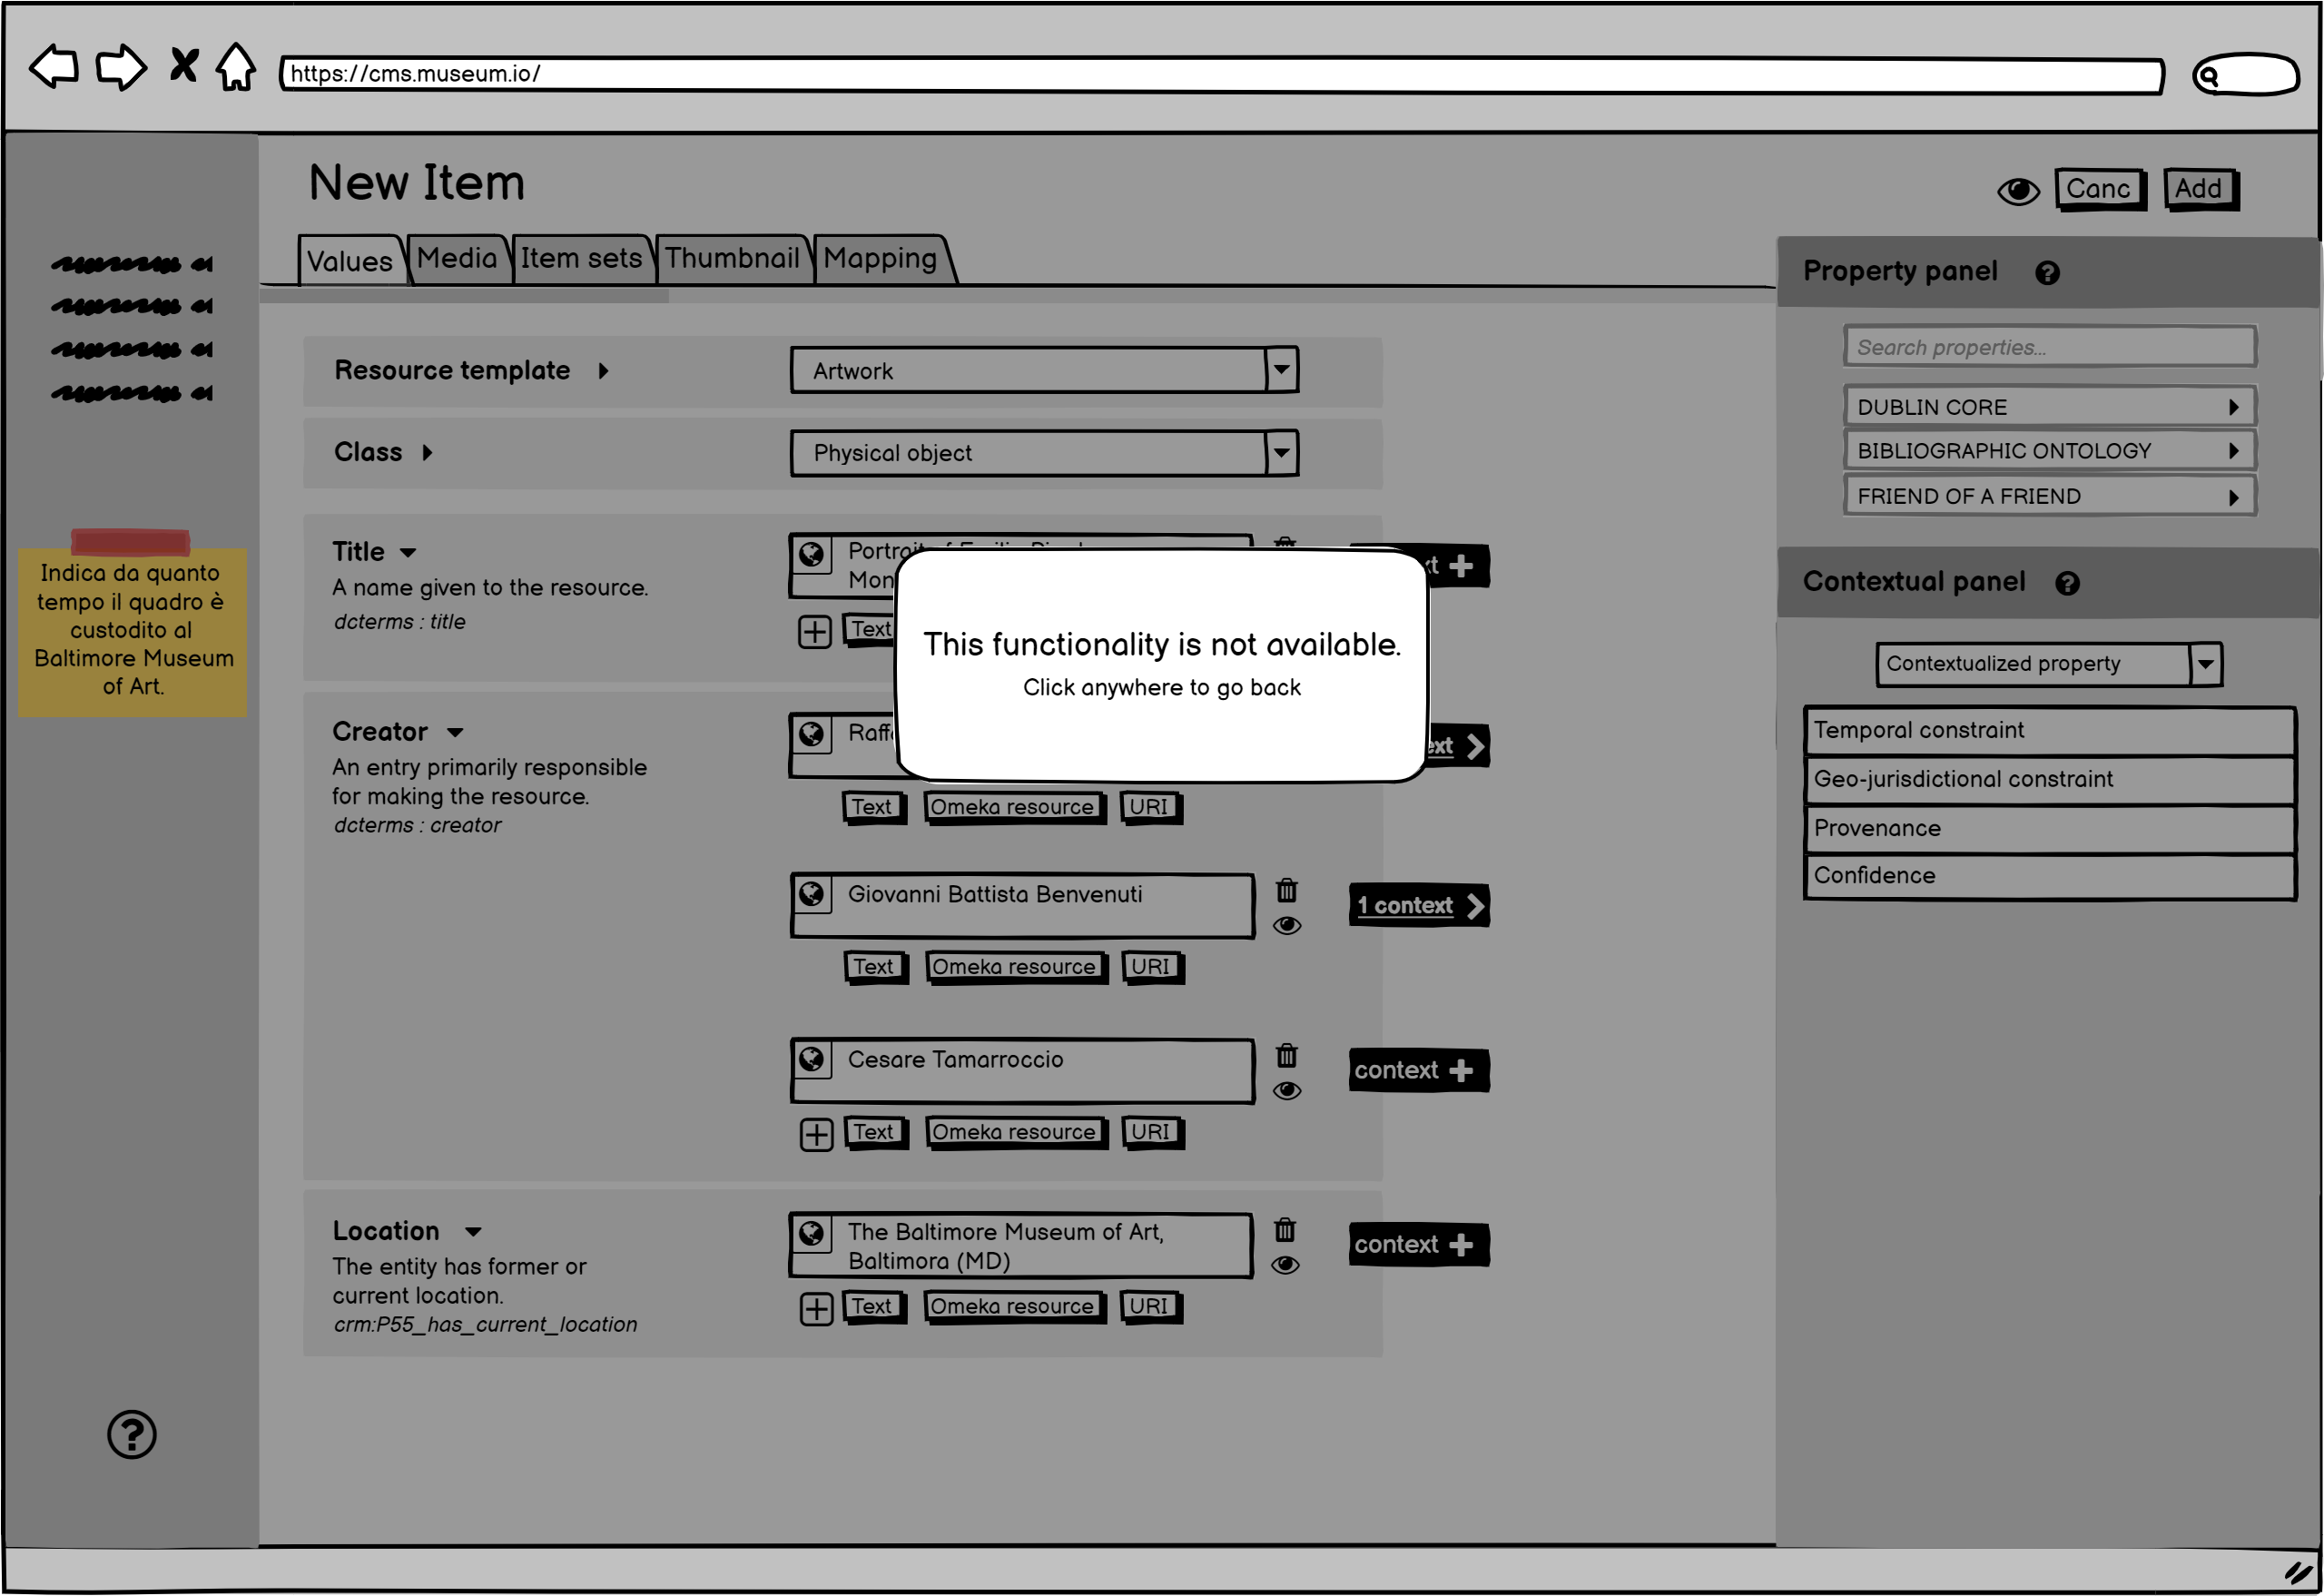 https://cms.museum.io/
New Item
Canc
Add
Values
Media
Item sets
Thumbnail
Mapping
Indica da quanto
tempo il quadro è
custodito al
Baltimore Museum
of Art.
Resource template
Artwork
Class
Physical object
Title
A name given to the resource.
dcterms : title
Text
This functionality is not available.
Click anywhere to go back
Creator
An entry primarily responsible
for making the resource.
dcterms : creator
Text
Omeka resource
URI
Giovanni Battista Benvenuti
1 context
Text
Omeka resource
URI
Cesare Tamarroccio
context
Text
Omeka resource
URI
Location
The entity has former or
current location.
crm:P55_has_current_location
The Baltimore Museum of Art,
Baltimora (MD)
context
Text
Omeka resource
URI
Property panel
Search properties...
DUBLIN CORE
BIBLIOGRAPHIC ONTOLOGY
FRIEND OF A FRIEND
Contextual panel
Contextualized property
Temporal constraint
Geo-jurisdictional constraint
Provenance
Confidence